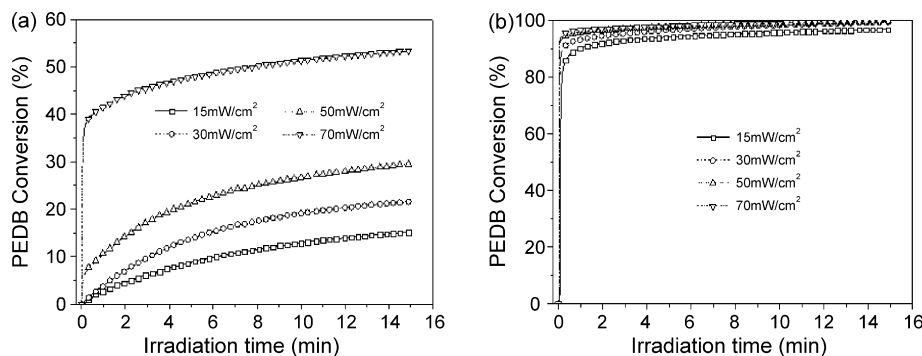 (a)
60
50
40
30
20
10
0
PEDB Conversion (%)
15mW/cm²
50mW/cm²
30mW/cm²
70mW/cm²
0 2 4 6 8 10 12 14 16
Irradiation time (min)
(b)
100
80
60
40
20
0
PEDB Conversion (%)
15mW/cm²
30mW/cm²
50mW/cm²
70mW/cm²
0 2 4 6 8 10 12 14 16
Irradiation time (min)